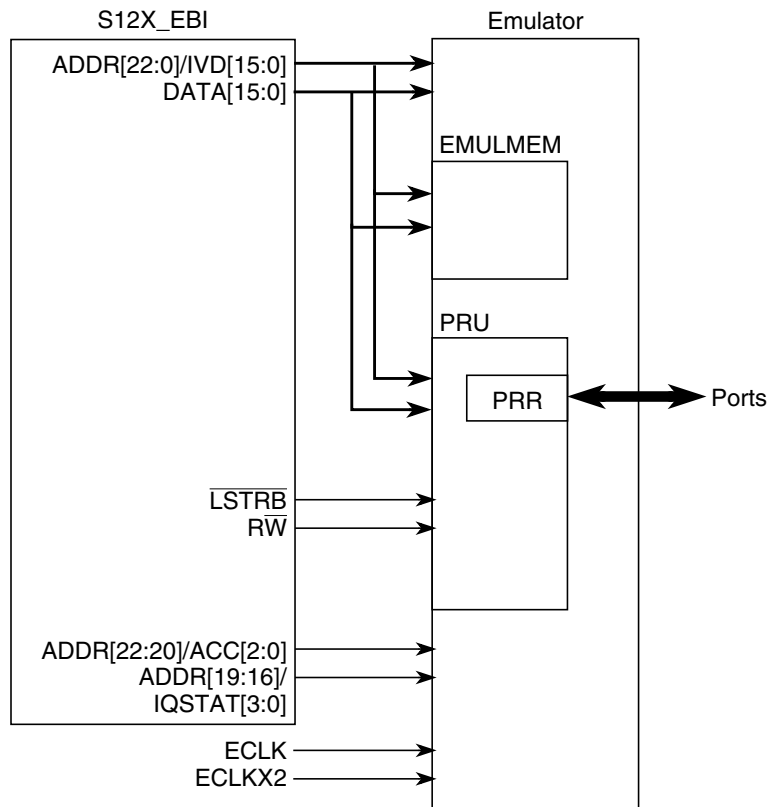 S12X_EBI
Emulator
ADDR[22:0]/IVD[15:0]
DATA[15:0]
EMULMEM
PRU
PRR
Ports
LSTRB
RW
ADDR[22:20]/ACC[2:0]
ADDR[19:16]/
IQSTAT[3:0]
ECLK
ECLKX2